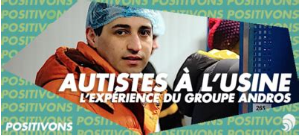 POSITIVONS
AUTISTES À L'USINE
L'EXPÉRIENCE DU GROUPE ANDROS
POSITIVONS